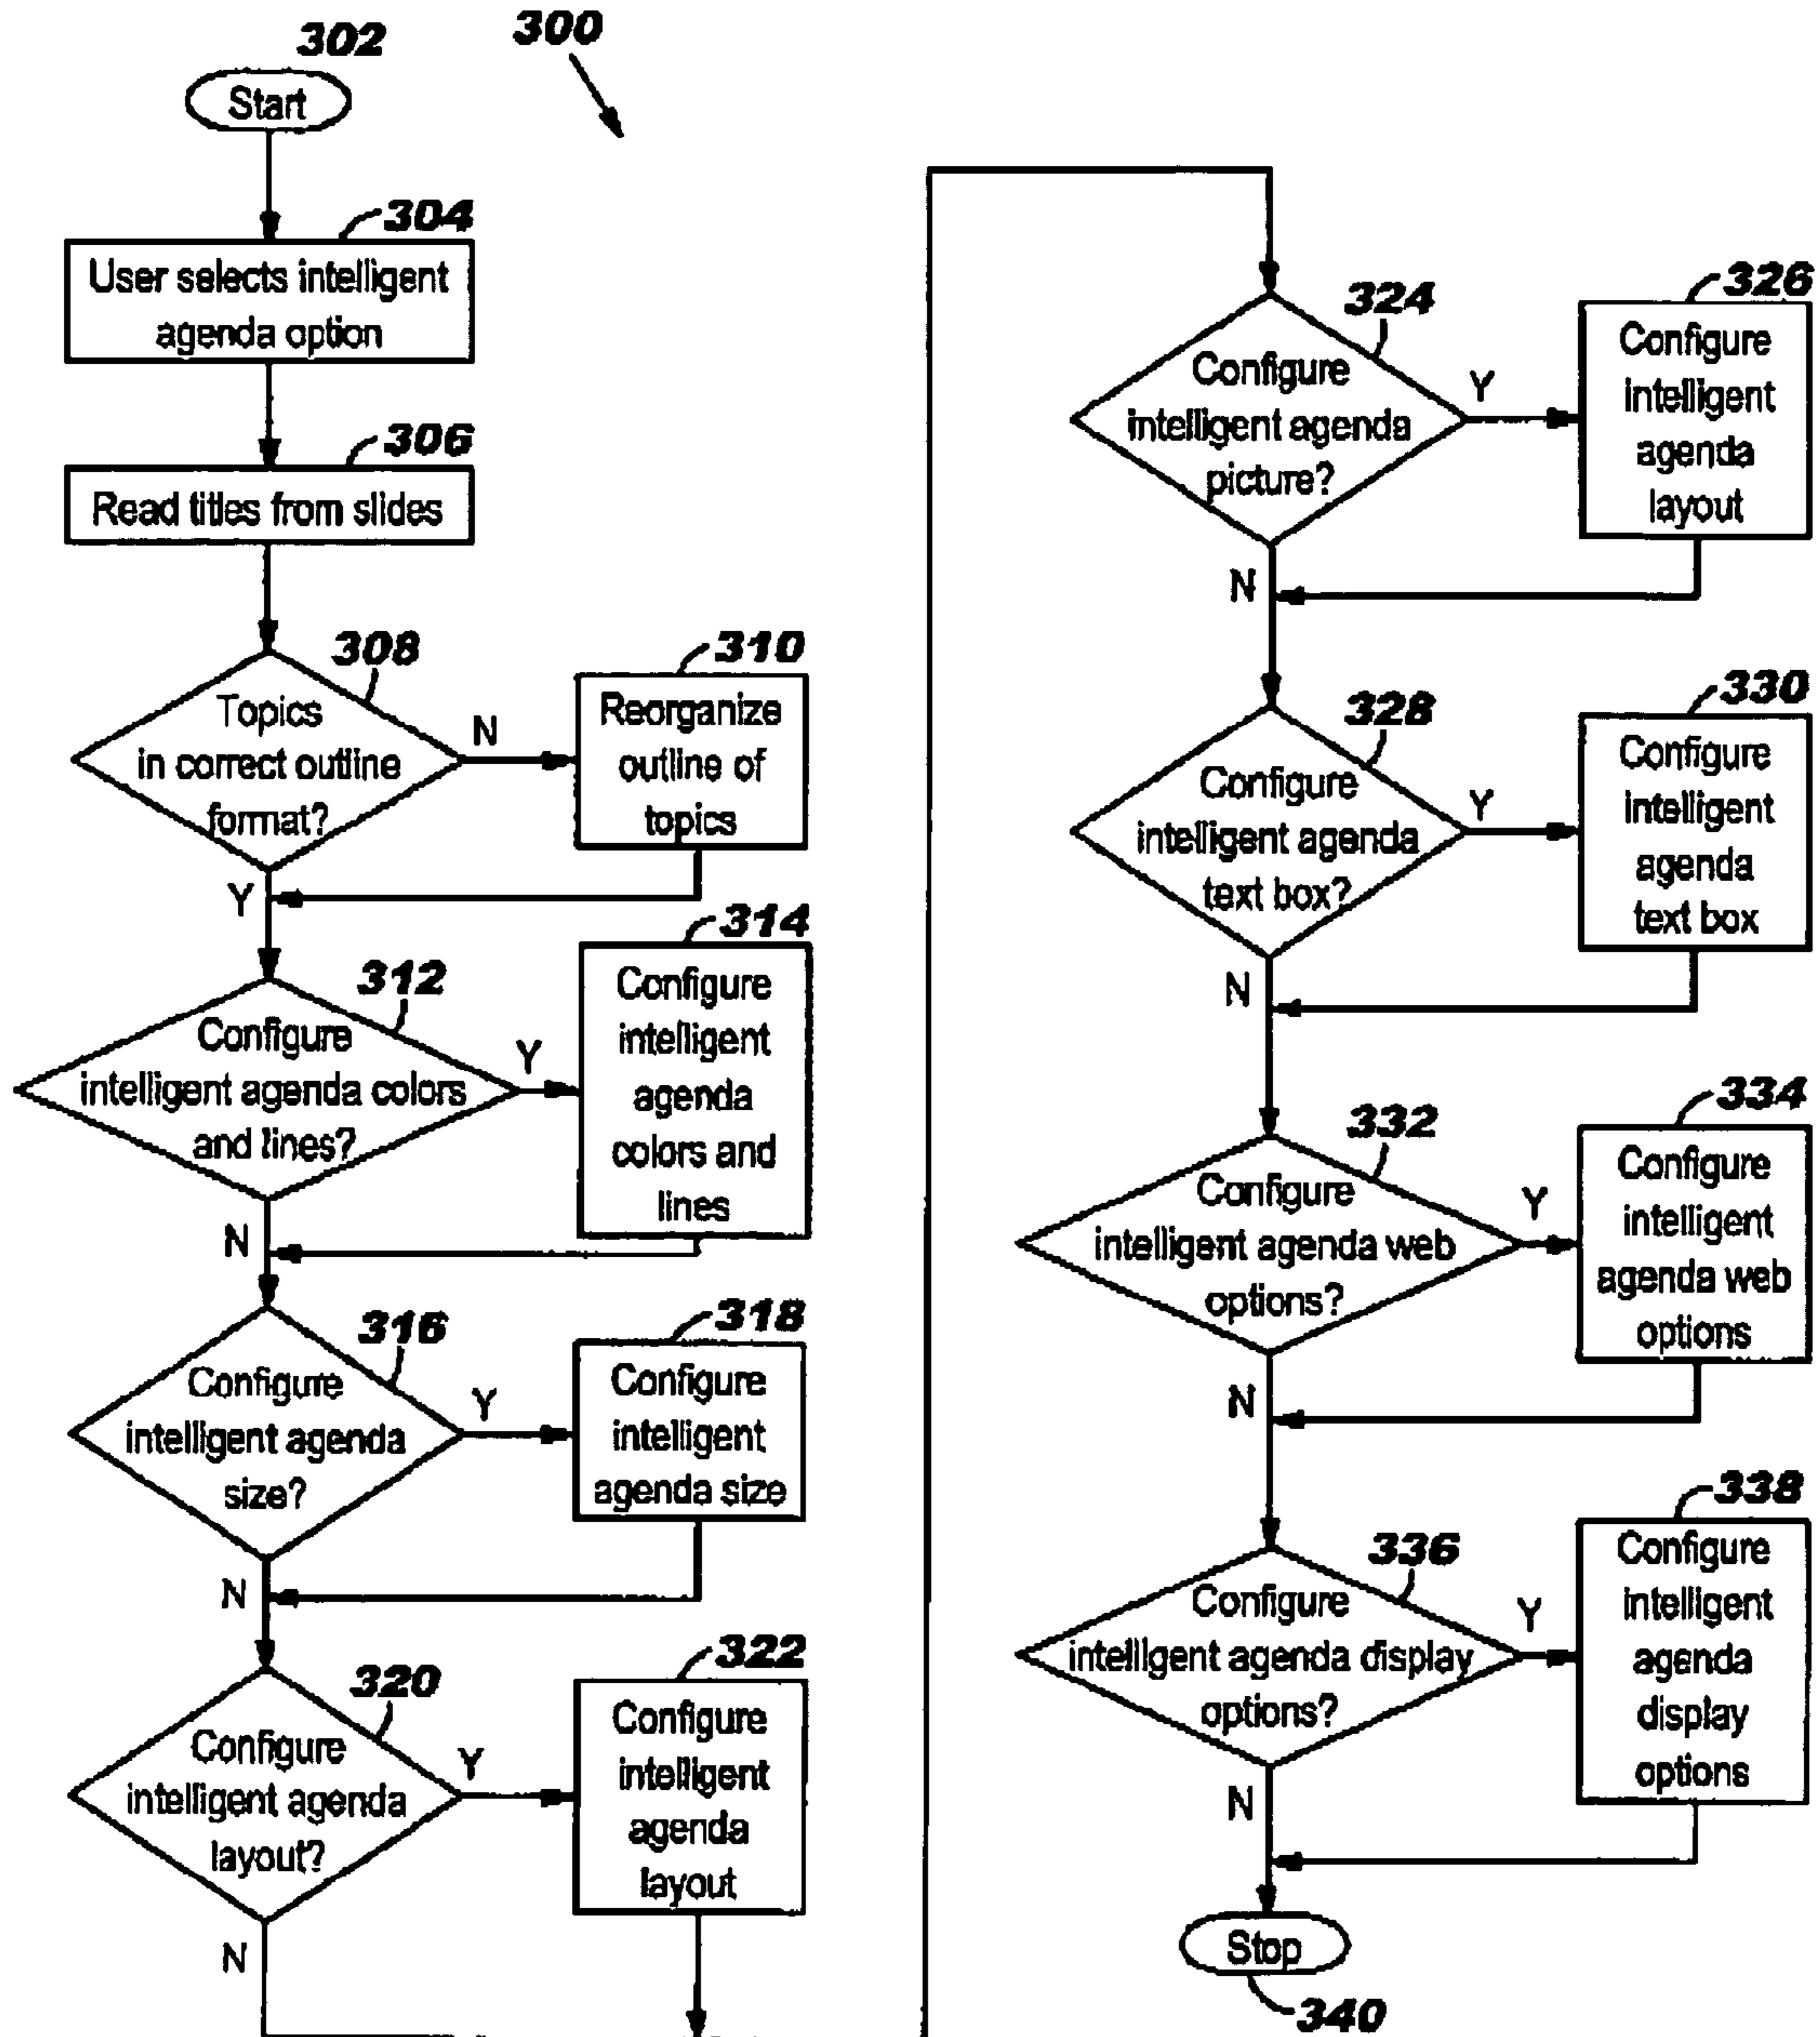 300
302
Start
304
User selects intelligent
agenda option
306
Read titles from slides
308
Topics
in correct outline
format?
N
Y
310
Reorganize
outline of
topics
312
Configure
intelligent agenda colors
and lines?
Y
N
314
Configure
intelligent
agenda
colors and
lines
316
Configure
intelligent agenda
size?
Y
N
318
Configure
intelligent
agenda size
320
Configure
intelligent agenda
layout?
Y
N
322
Configure
intelligent
agenda
layout
324
Configure
intelligent agenda
picture?
Y
N
326
Configure
intelligent
agenda
layout
328
Configure
intelligent agenda
text box?
Y
N
330
Configure
intelligent
agenda
text box
332
Configure
intelligent agenda web
options?
Y
N
334
Configure
intelligent
agenda web
options
336
Configure
intelligent agenda display
options?
Y
N
338
Configure
intelligent
agenda
display
options
Stop
340